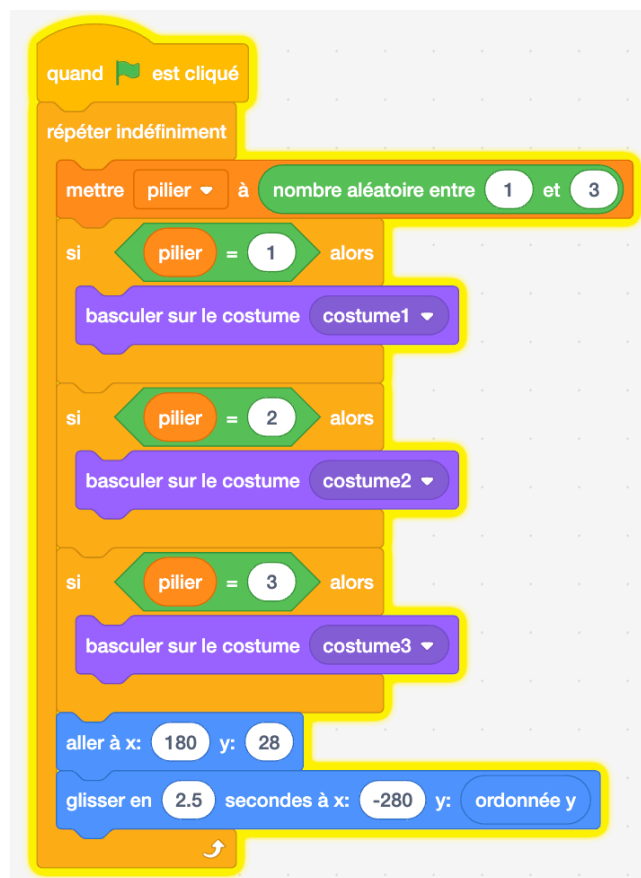 quand est cliqué
répéter indéfiniment
mettre pilier à nombre aléatoire entre 1 et 3
si pilier = 1 alors
basculer sur le costume costume1
si pilier = 2 alors
basculer sur le costume costume2
si pilier = 3 alors
basculer sur le costume costume3
aller à x: 180 y: 28
glisser en 2.5 secondes à x: -280 y: ordonnée y